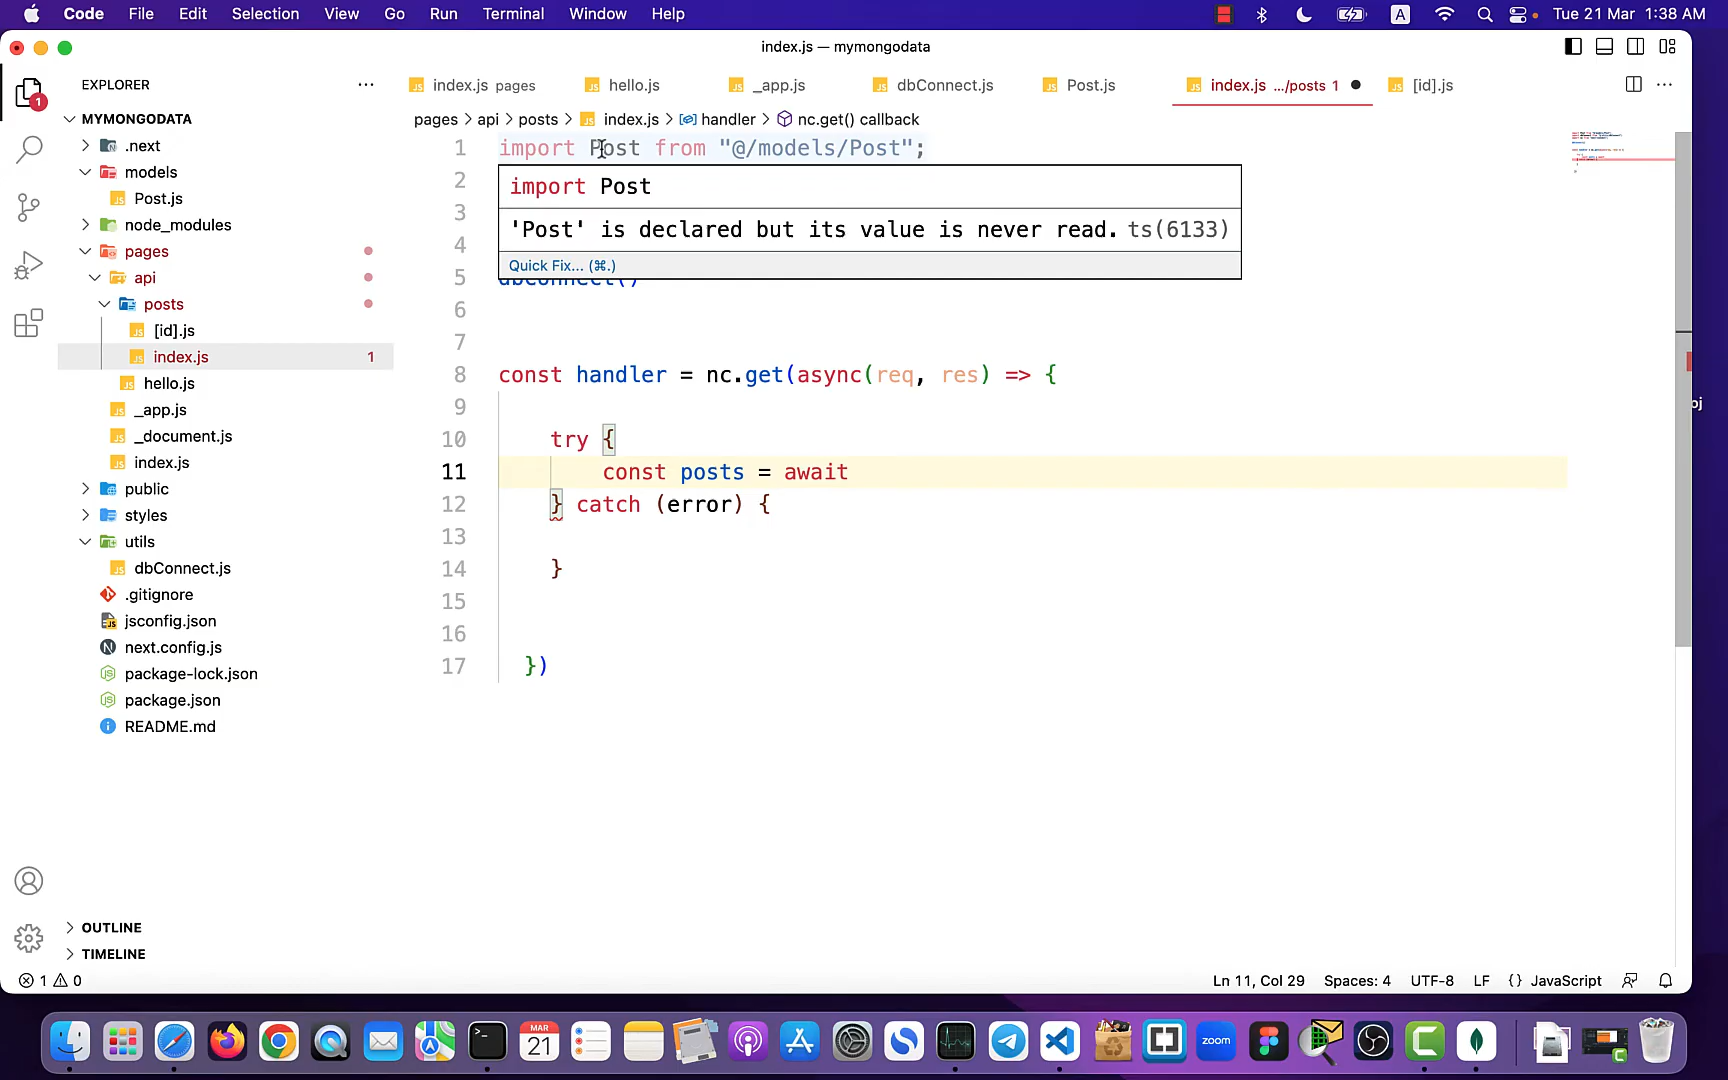 Code File Edit Selection View Go Run Terminal Window Help A Tue 21 Mar 1:38 AM
index.js — mymongodata
EXPLORER
index.js pages hello.js _app.js dbConnect.js Post.js index.js .../posts 1 [id].js
pages > api > posts > index.js > handler > nc.get() callback
MYMONGODATA
.next
models
Post.js
node_modules
pages
api
posts
[id].js
index.js 1
hello.js
_app.js
_document.js
index.js
public
styles
utils
dbConnect.js
.gitignore
jsconfig.json
next.config.js
package-lock.json
package.json
README.md
OUTLINE
TIMELINE
1 import Post from "@/models/Post";
import Post
'Post' is declared but its value is never read. ts(6133)
Quick Fix... (⌘.)
2
3
4
5
6
7
8 const handler = nc.get(async(req, res) => {
9
10 try {
11 const posts = await
12 } catch (error) {
13
14 }
15
16
17 })
1 0 Ln 11, Col 29 Spaces: 4 UTF-8 LF {} JavaScript
MAR
21
zoom